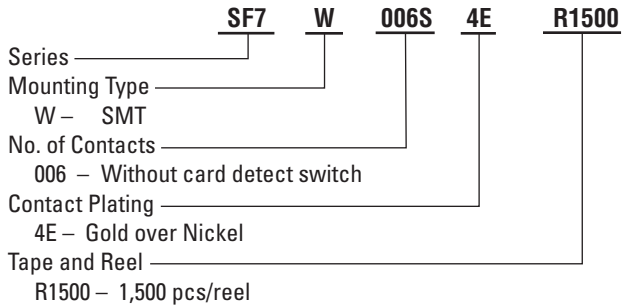 SF7 W 006S 4E R1500
Series
Mounting Type
W – SMT
No. of Contacts
006 – Without card detect switch
Contact Plating
4E – Gold over Nickel
Tape and Reel
R1500 – 1,500 pcs/reel